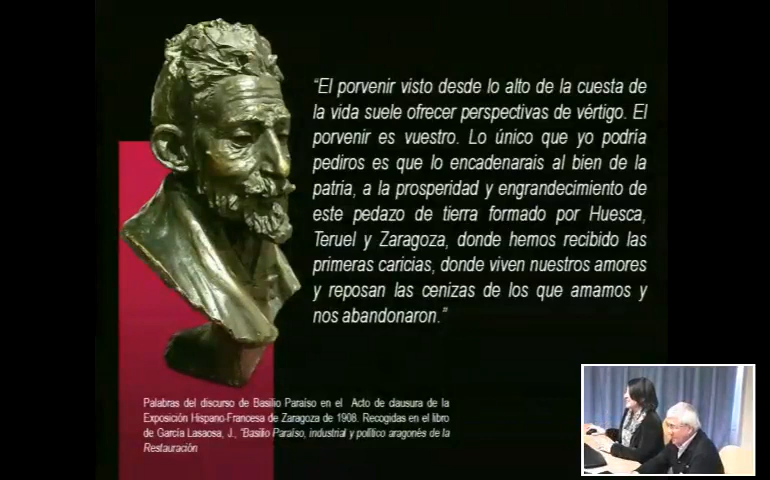 “El porvenir visto desde lo alto de la cuesta de
la vida suele ofrecer perspectivas de vértigo. El
porvenir es vuestro. Lo único que yo podría
pediros es que lo encadenarais al bien de la
patria, a la prosperidad y engrandecimiento de
este pedazo de tierra formado por Huesca,
Teruel y Zaragoza, donde hemos recibido las
primeras caricias, donde viven nuestros amores
y reposan las cenizas de los que amamos y
nos abandonaron.”
Palabras del discurso de Basilio Paraíso en el Acto de clausura de la
Exposición Hispano-Francesa de Zaragoza de 1908. Recogidas en el libro
de García Lasaosa, J., “Basilio Paraíso, industrial y político aragonés de la
Restauración